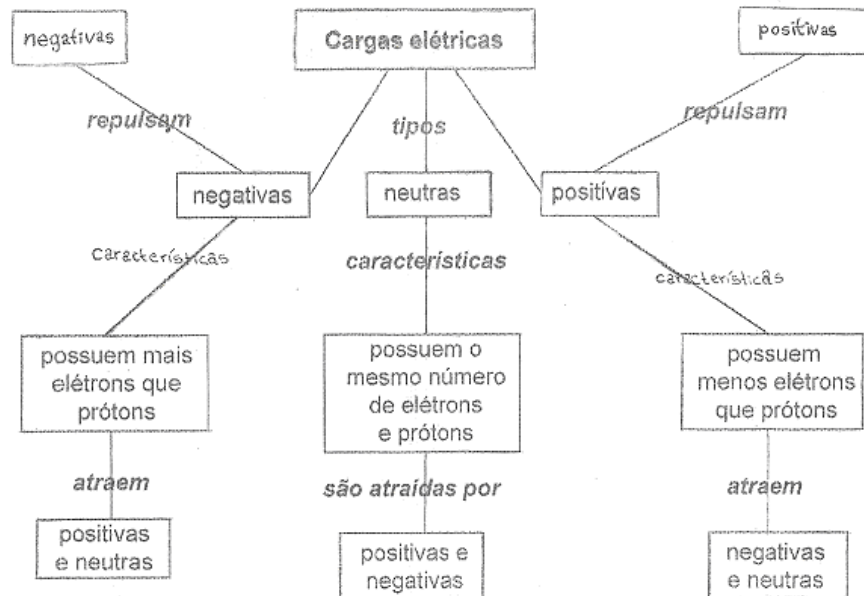 negativas
Cargas elétricas
positivas
repulsam
tipos
repulsam
negativas
neutras
positivas
características
características
características
possuem mais
elétrons que
prótons
possuem o
mesmo número
de elétrons
e prótons
possuem
menos elétrons
que prótons
atraem
são atraídas por
atraem
positivas
e neutras
positivas e
negativas
negativas
e neutras